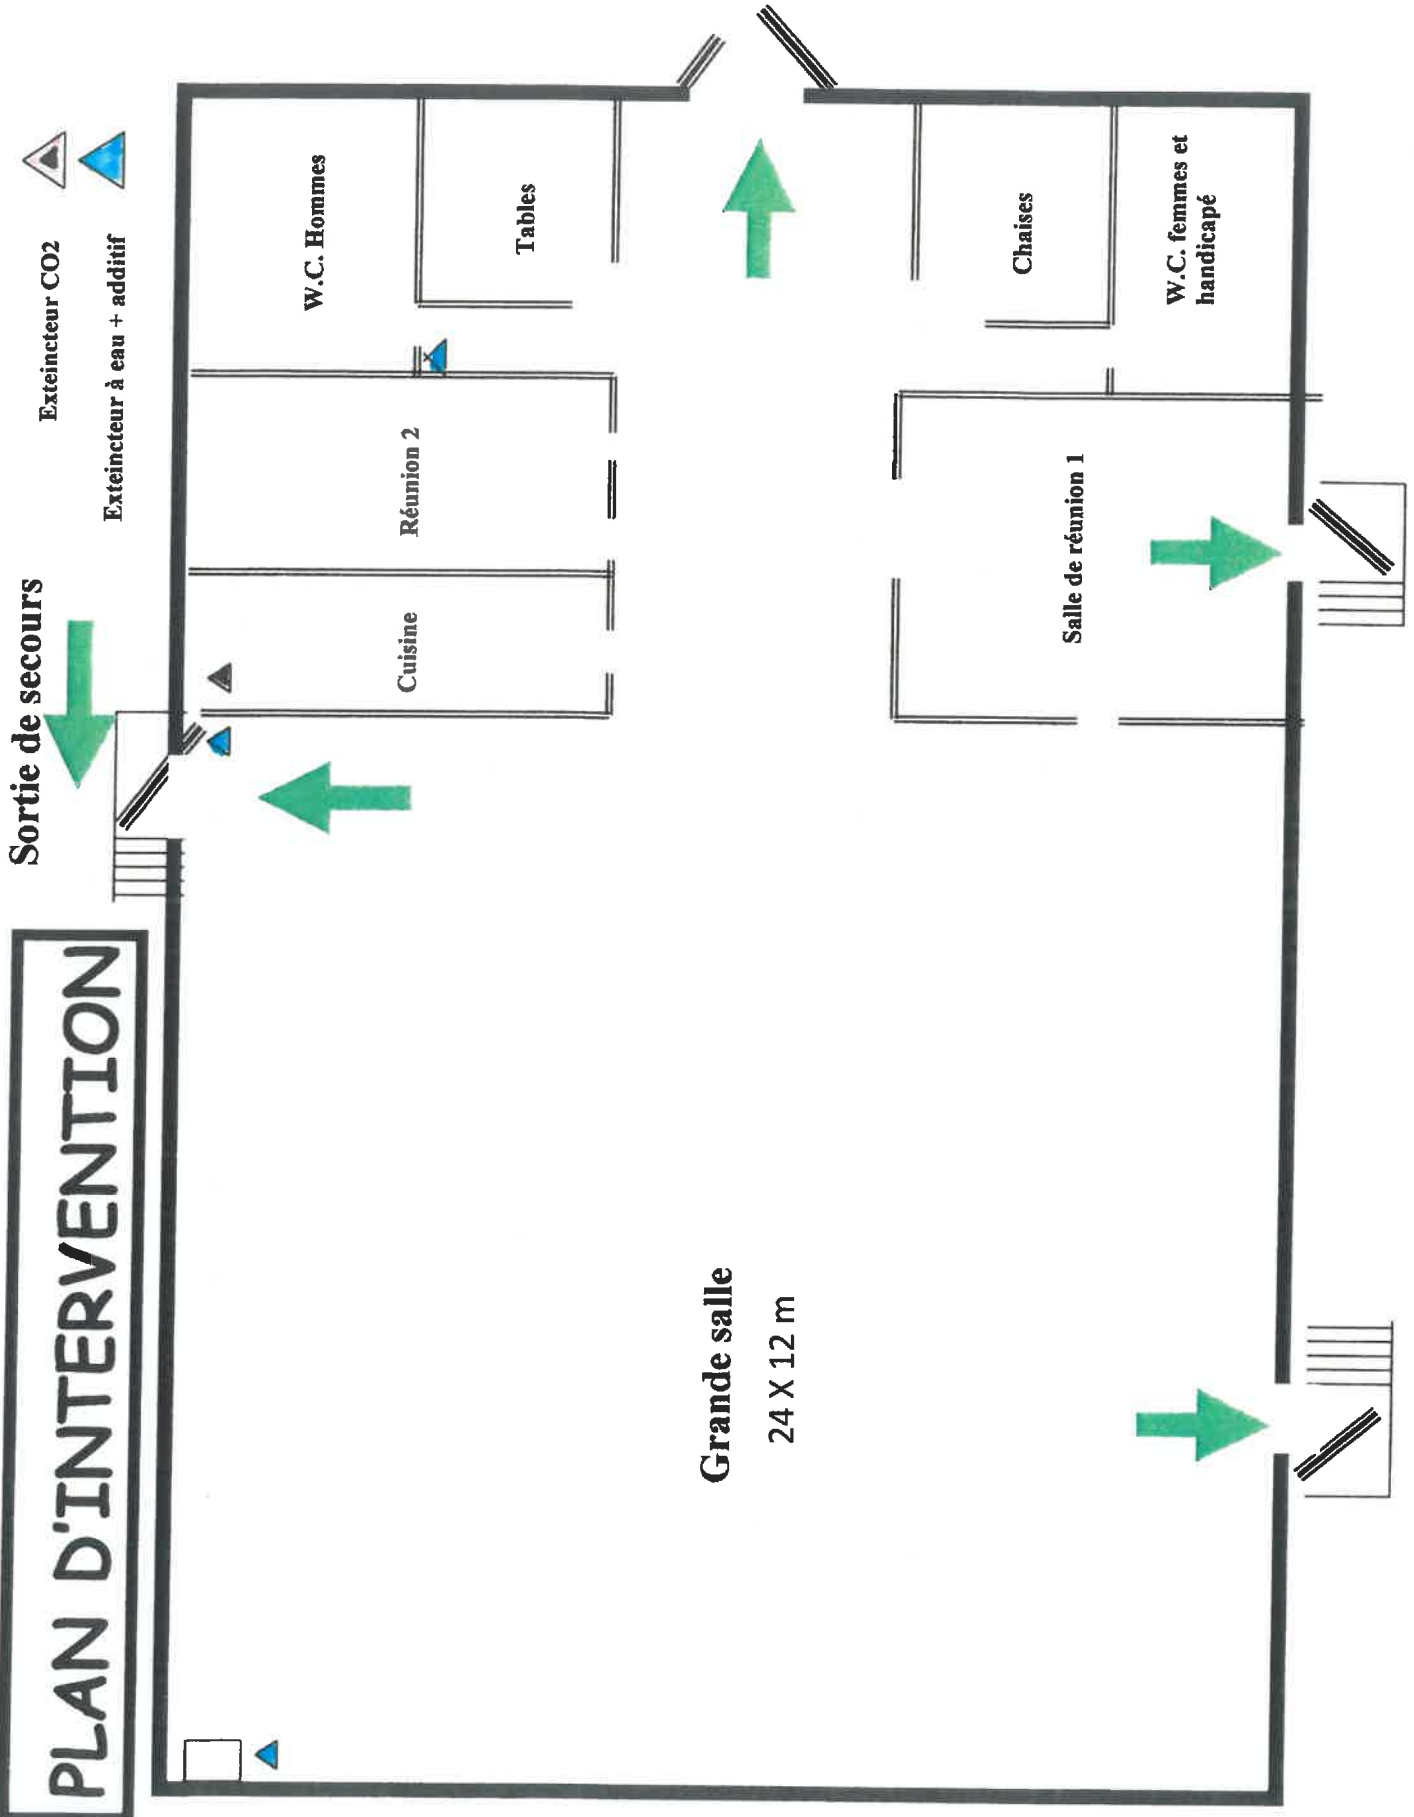 PLAN D'INTERVENTION
Sortie de secours
Exteincteur CO2
Exteincteur à eau + additif
W.C. Hommes
Tables
Réunion 2
Cuisine
Grande salle
24 X 12 m
Chaises
Salle de réunion 1
W.C. femmes et
handicapé